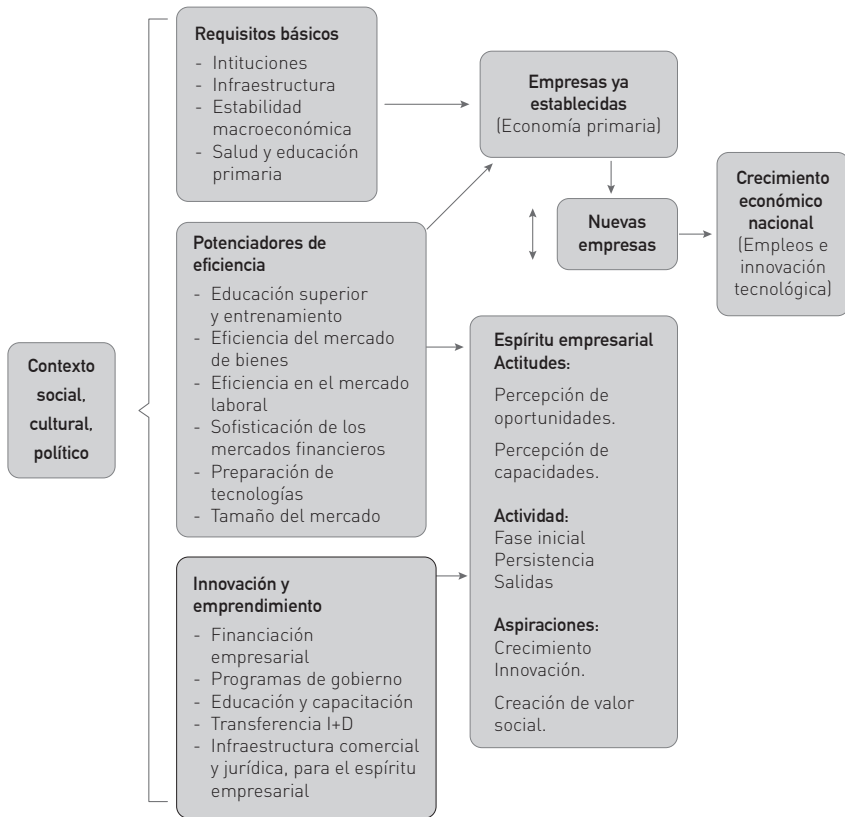 Contexto
social,
cultural,
político
Requisitos básicos
- Intituciones
- Infraestructura
- Estabilidad
macroeconómica
- Salud y educación
primaria
Potenciadores de
eficiencia
- Educación superior
y entrenamiento
- Eficiencia del mercado
de bienes
- Eficiencia en el mercado
laboral
- Sofisticación de los
mercados financieros
- Preparación de
tecnologías
- Tamaño del mercado
Innovación y
emprendimiento
- Financiación
empresarial
- Programas de gobierno
- Educación y capacitación
- Transferencia I+D
- Infraestructura comercial
y jurídica, para el espíritu
empresarial
Empresas ya
establecidas
(Economía primaria)
Nuevas
empresas
Espíritu empresarial
Actitudes:
Percepción de
oportunidades.
Percepción de
capacidades.
Actividad:
Fase inicial
Persistencia
Salidas
Aspiraciones:
Crecimiento
Innovación.
Creación de valor
social.
Crecimiento
económico
nacional
(Empleos e
innovación
tecnológica)